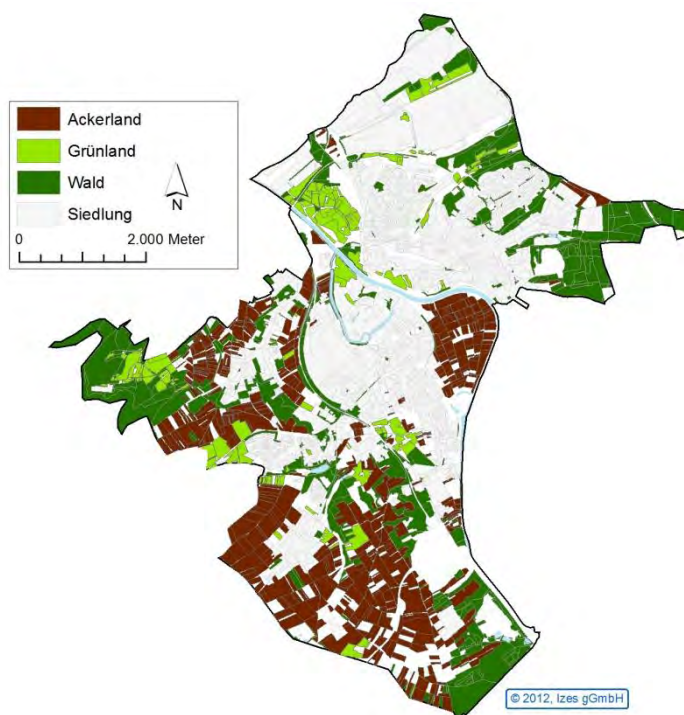 Ackerland
Grünland
Wald
Siedlung
N
0 2.000 Meter
© 2012, Izes gGmbH